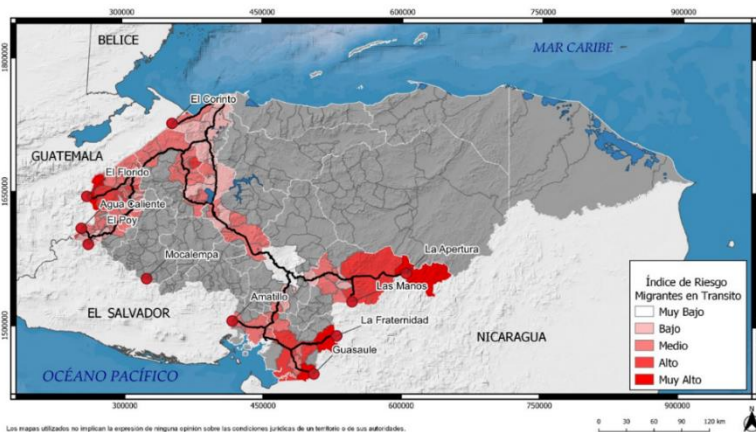 300000 450000 600000 750000 900000
BELICE
MAR CARIBE
1800000
1800000
El Corinto
GUATEMALA
El Florido
1650000
1650000
Agua Caliente
El Poy
Mocalempa
La Apertura
Las Manos
Amatillo
EL SALVADOR
La Fraternidad
1500000
1500000
Guasaule
NICARAGUA
OCÉANO PACÍFICO
Índice de Riesgo
Migrantes en Transito
Muy Bajo
Bajo
Medio
Alto
Muy Alto
300000 450000 600000 750000 900000
Los mapas utilizados no implican la expresión de ninguna opinión sobre las condiciones jurídicas de un territorio o de sus autoridades.
0 30 60 90 120 km
N